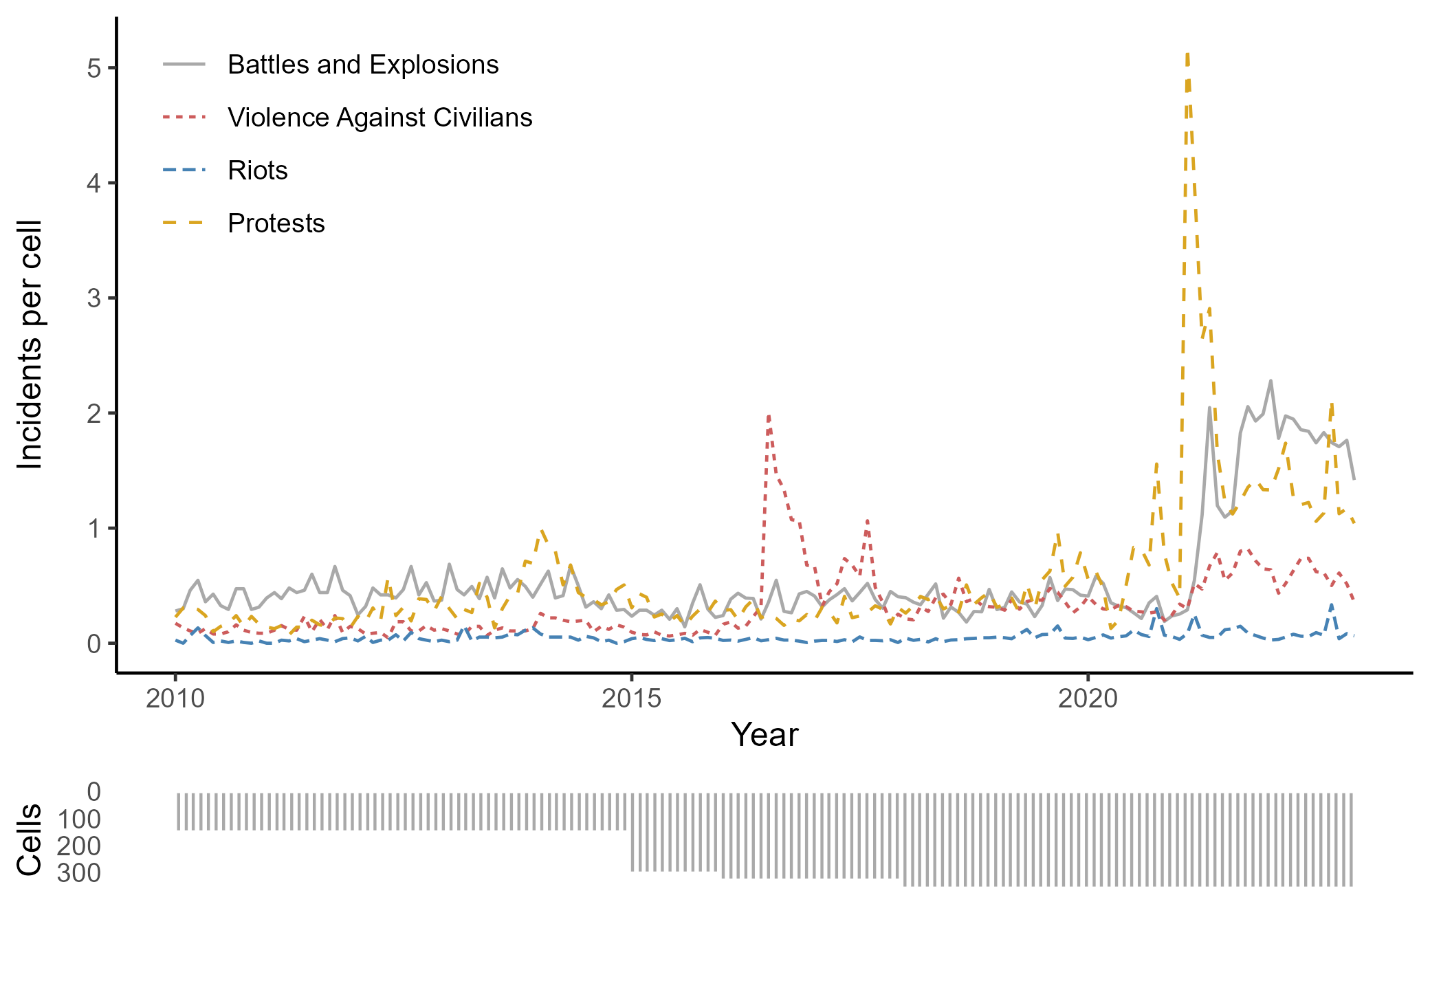 Battles and Explosions
Violence Against Civilians
Riots
Protests
Incidents per cell
5
4
3
2
1
0
2010 2015 2020
Year
Cells
0
100
200
300